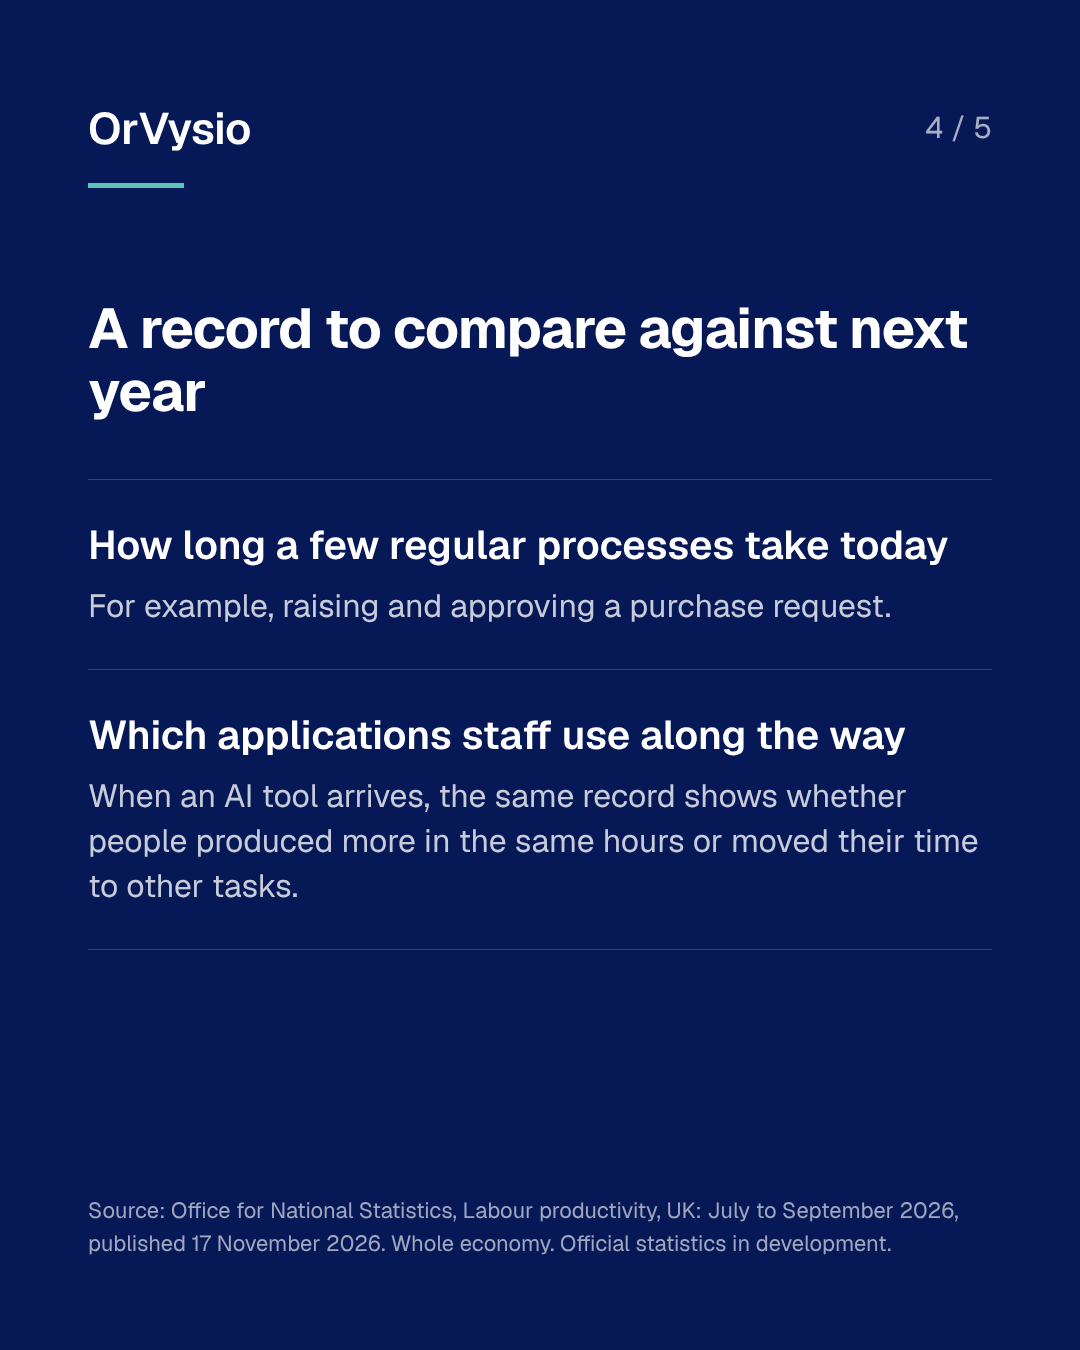 OrVysio
4 / 5
A record to compare against next
year
How long a few regular processes take today
For example, raising and approving a purchase request.
Which applications staff use along the way
When an AI tool arrives, the same record shows whether
people produced more in the same hours or moved their time
to other tasks.
Source: Office for National Statistics, Labour productivity, UK: July to September 2026,
published 17 November 2026. Whole economy. Official statistics in development.